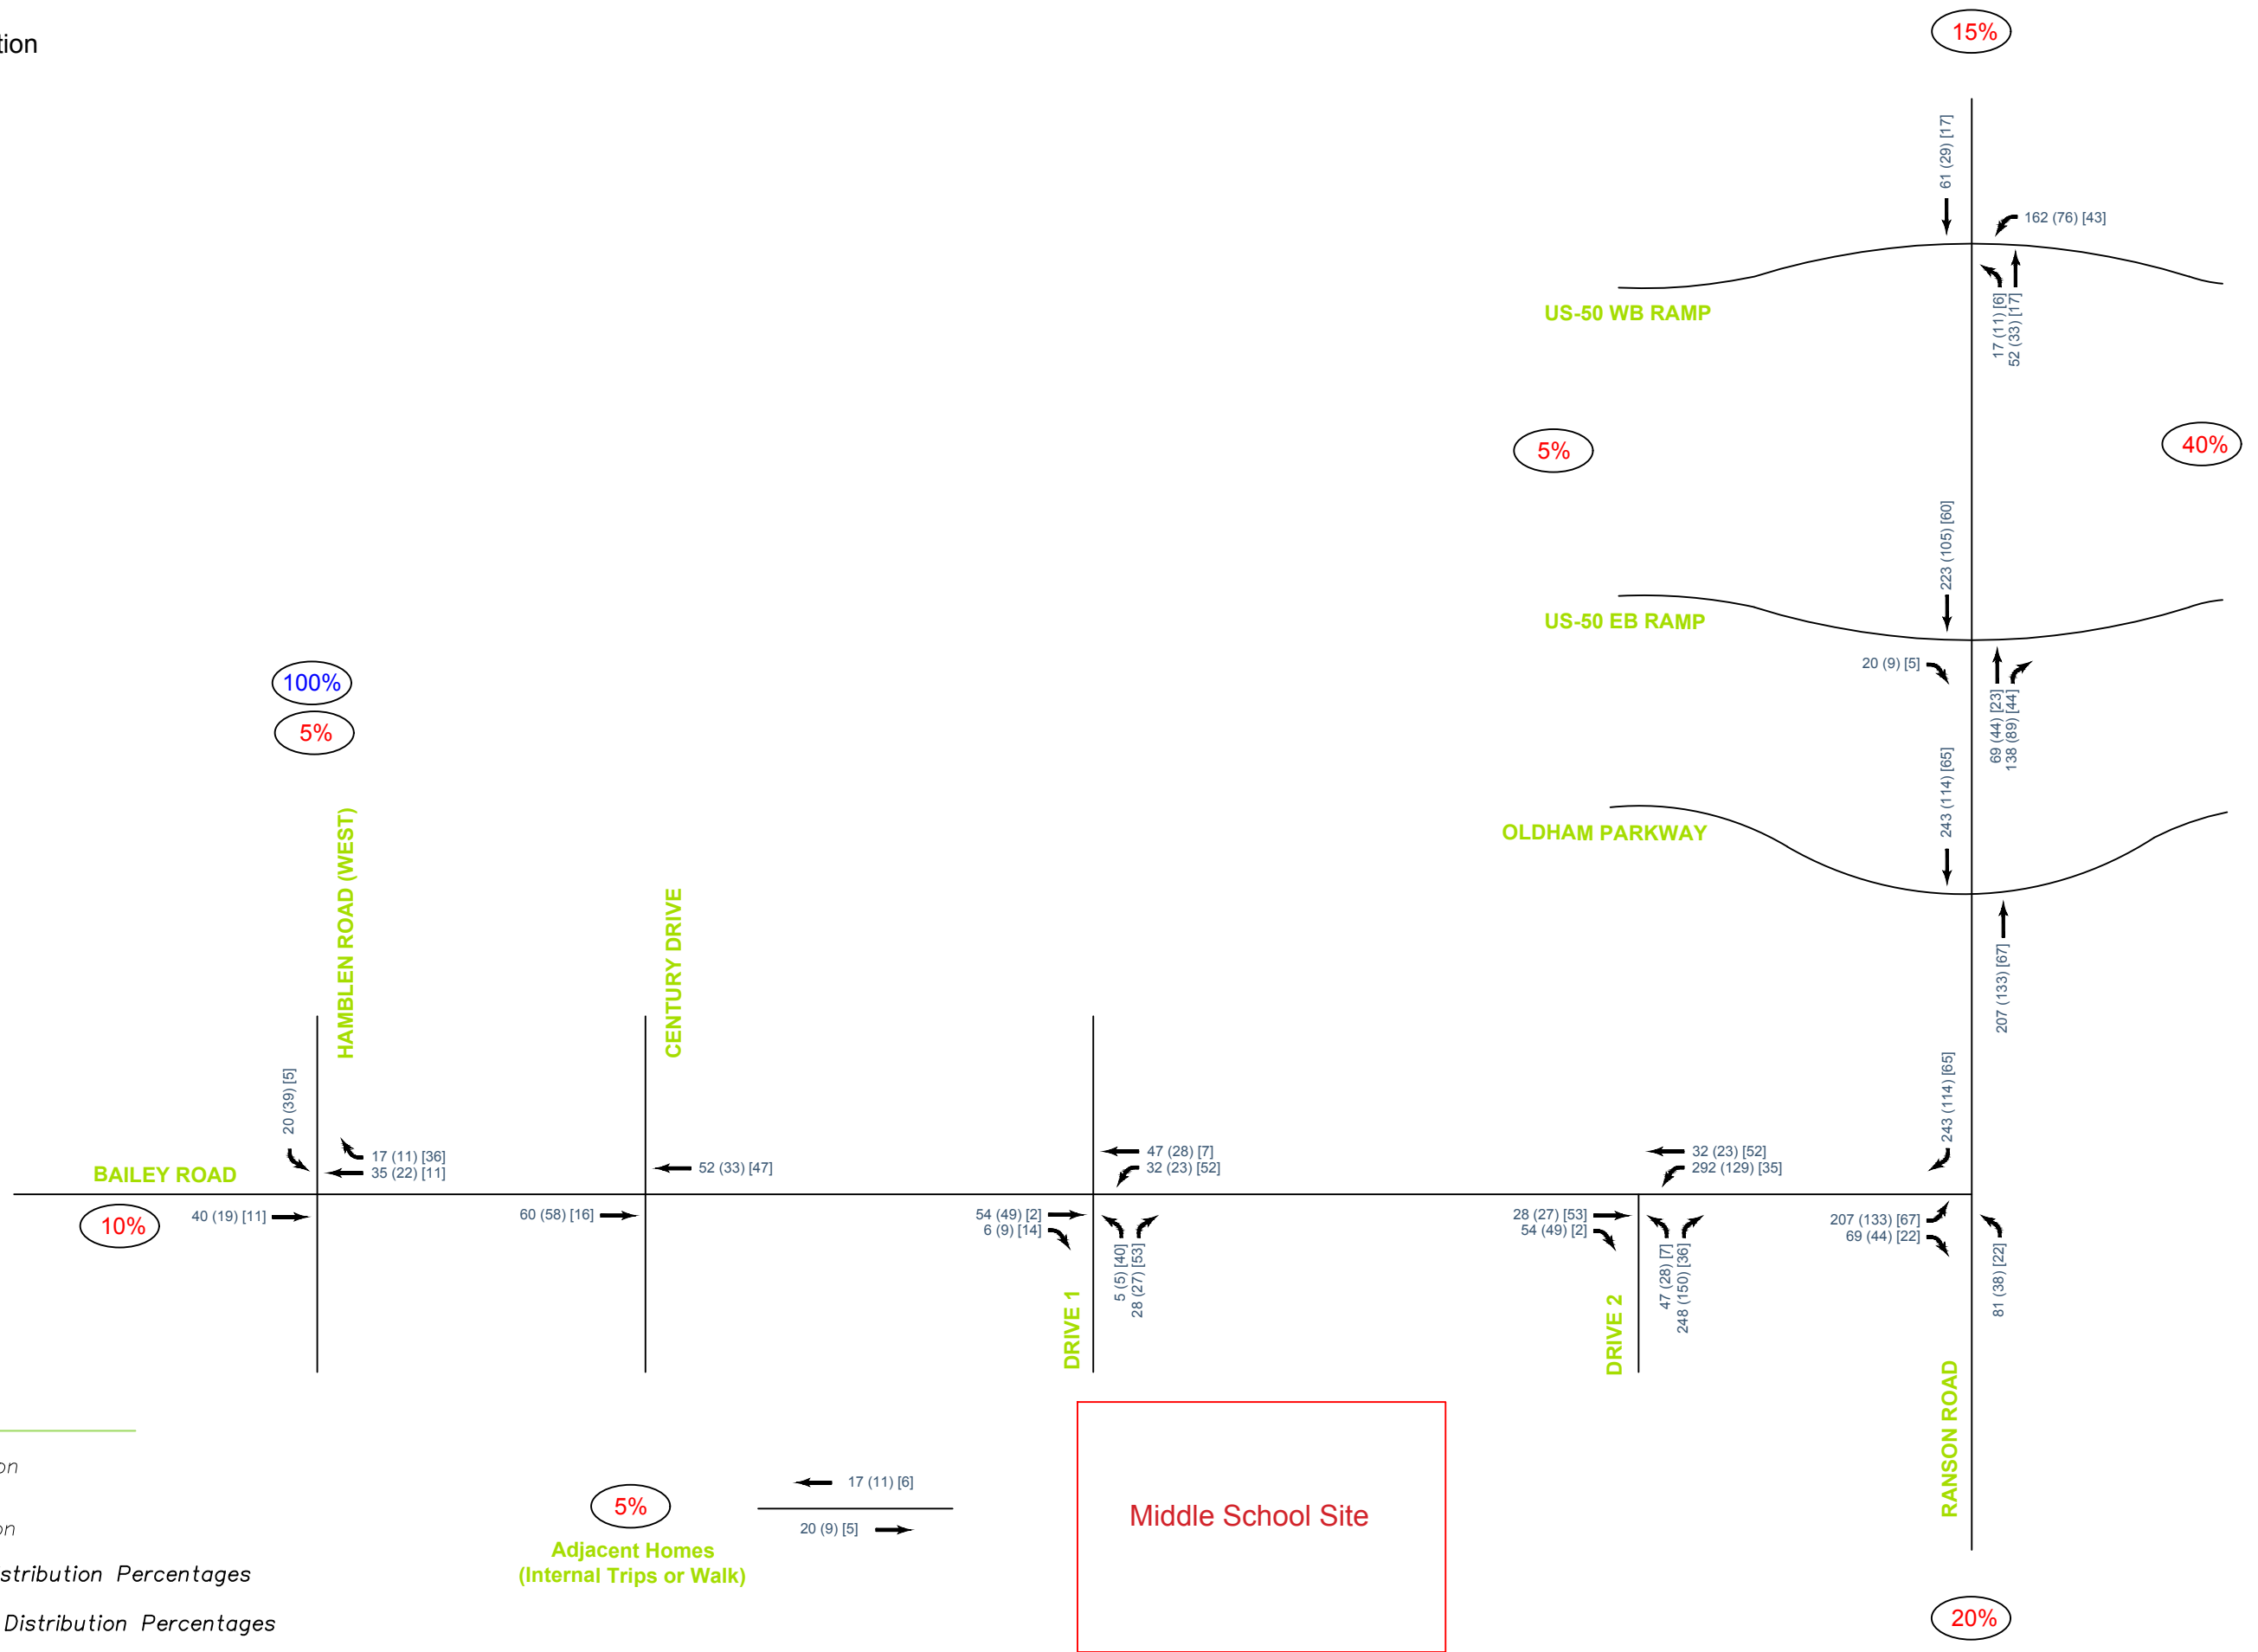 15%
61 (29) [17]
162 (76) [43]
17 (11) [6]
52 (33) [17]
US-50 WB RAMP
5%
40%
223 (105) [60]
US-50 EB RAMP
20 (9) [5]
69 (44) [23]
138 (89) [44]
100%
5%
243 (114) [65]
OLDHAM PARKWAY
HAMBLEN ROAD (WEST)
CENTURY DRIVE
207 (133) [67]
20 (39) [5]
243 (114) [65]
17 (11) [36]
35 (22) [11]
52 (33) [47]
47 (28) [7]
32 (23) [52]
32 (23) [52]
292 (129) [35]
BAILEY ROAD
10%
40 (19) [11]
60 (58) [16]
54 (49) [2]
6 (9) [14]
5 (5) [40]
28 (27) [53]
28 (27) [53]
54 (49) [2]
47 (28) [7]
248 (150) [36]
207 (133) [67]
69 (44) [22]
81 (38) [22]
DRIVE 1
DRIVE 2
RANSON ROAD
17 (11) [6]
5%
20 (9) [5]
Adjacent Homes
(Internal Trips or Walk)
Middle School Site
Percentages
Distribution Percentages
20%